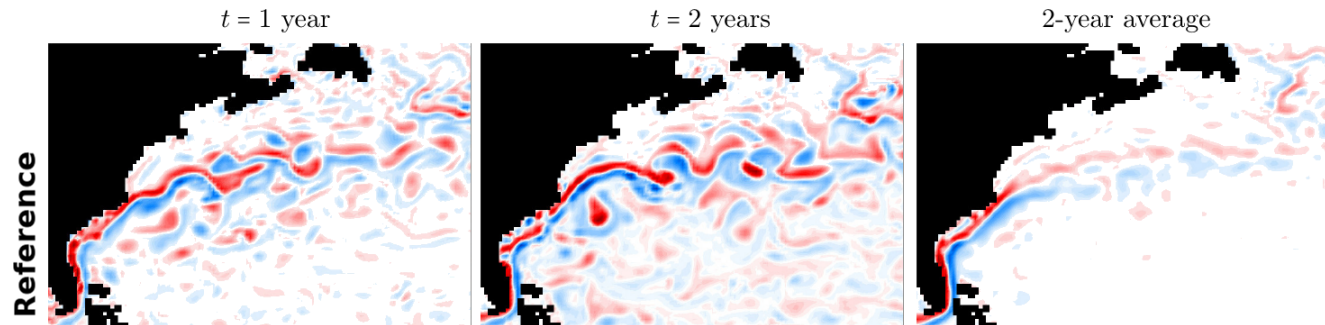 t = 1 year
t = 2 years
2-year average
Reference